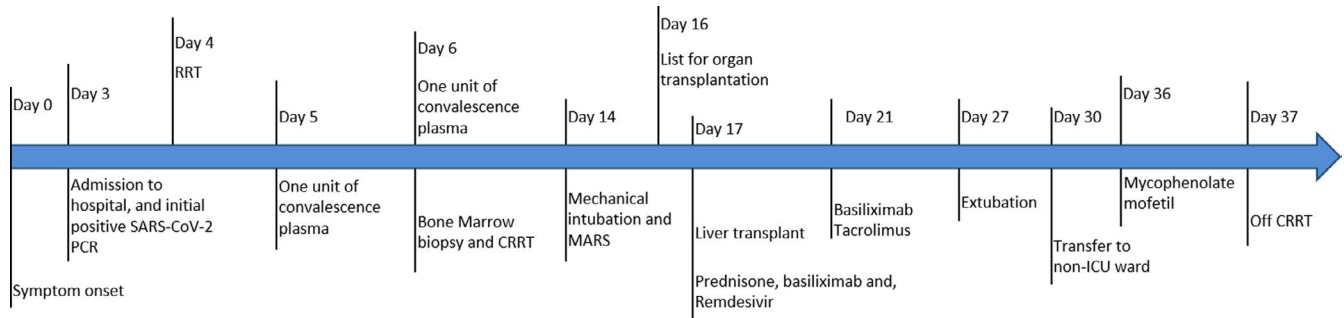 Day 0
Symptom onset
Day 3
Admission to
hospital, and initial
positive SARS-CoV-2
PCR
Day 4
RRT
Day 5
One unit of
convalescence
plasma
Day 6
One unit of
convalescence
plasma
Bone Marrow
biopsy and CRRT
Day 14
Mechanical
intubation and
MARS
Day 16
List for organ
transplantation
Day 17
Liver transplant
Prednisone, basiliximab and,
Remdesivir
Day 21
Basiliximab
Tacrolimus
Day 27
Extubation
Day 30
Transfer to
non-ICU ward
Day 36
Mycophenolate
mofetil
Day 37
Off CRRT